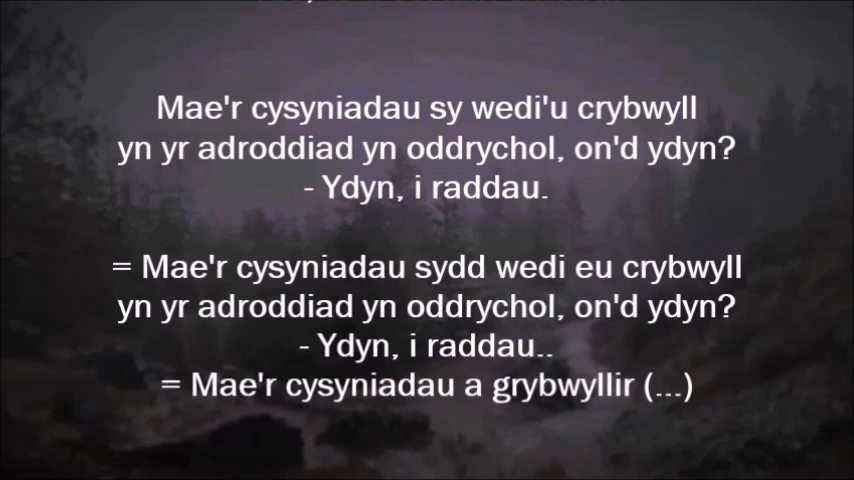 Mae'r cysyniadau sy wedi'u crybwyll
yn yr adroddiad yn oddrychol, on'd ydyn?
- Ydyn, i raddau.
= Mae'r cysyniadau sydd wedi eu crybwyll
yn yr adroddiad yn oddrychol, on'd ydyn?
- Ydyn, i raddau..
= Mae'r cysyniadau a grybwyllir (...)